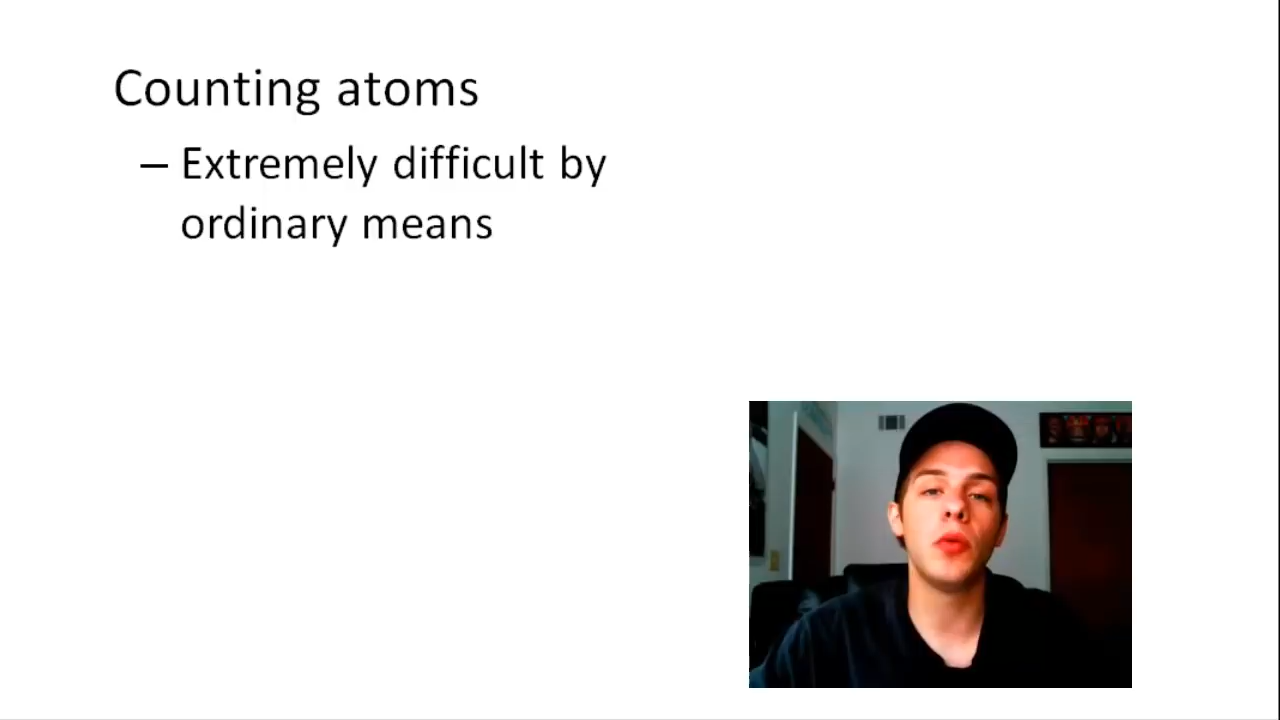 Counting atoms
– Extremely difficult by
ordinary means